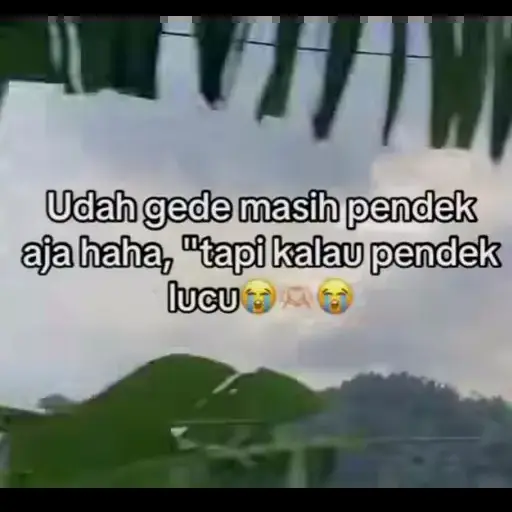 Udah gede masih pendek
aja haha, "tapi kalau pendek
lucu😭🫶🏻😭